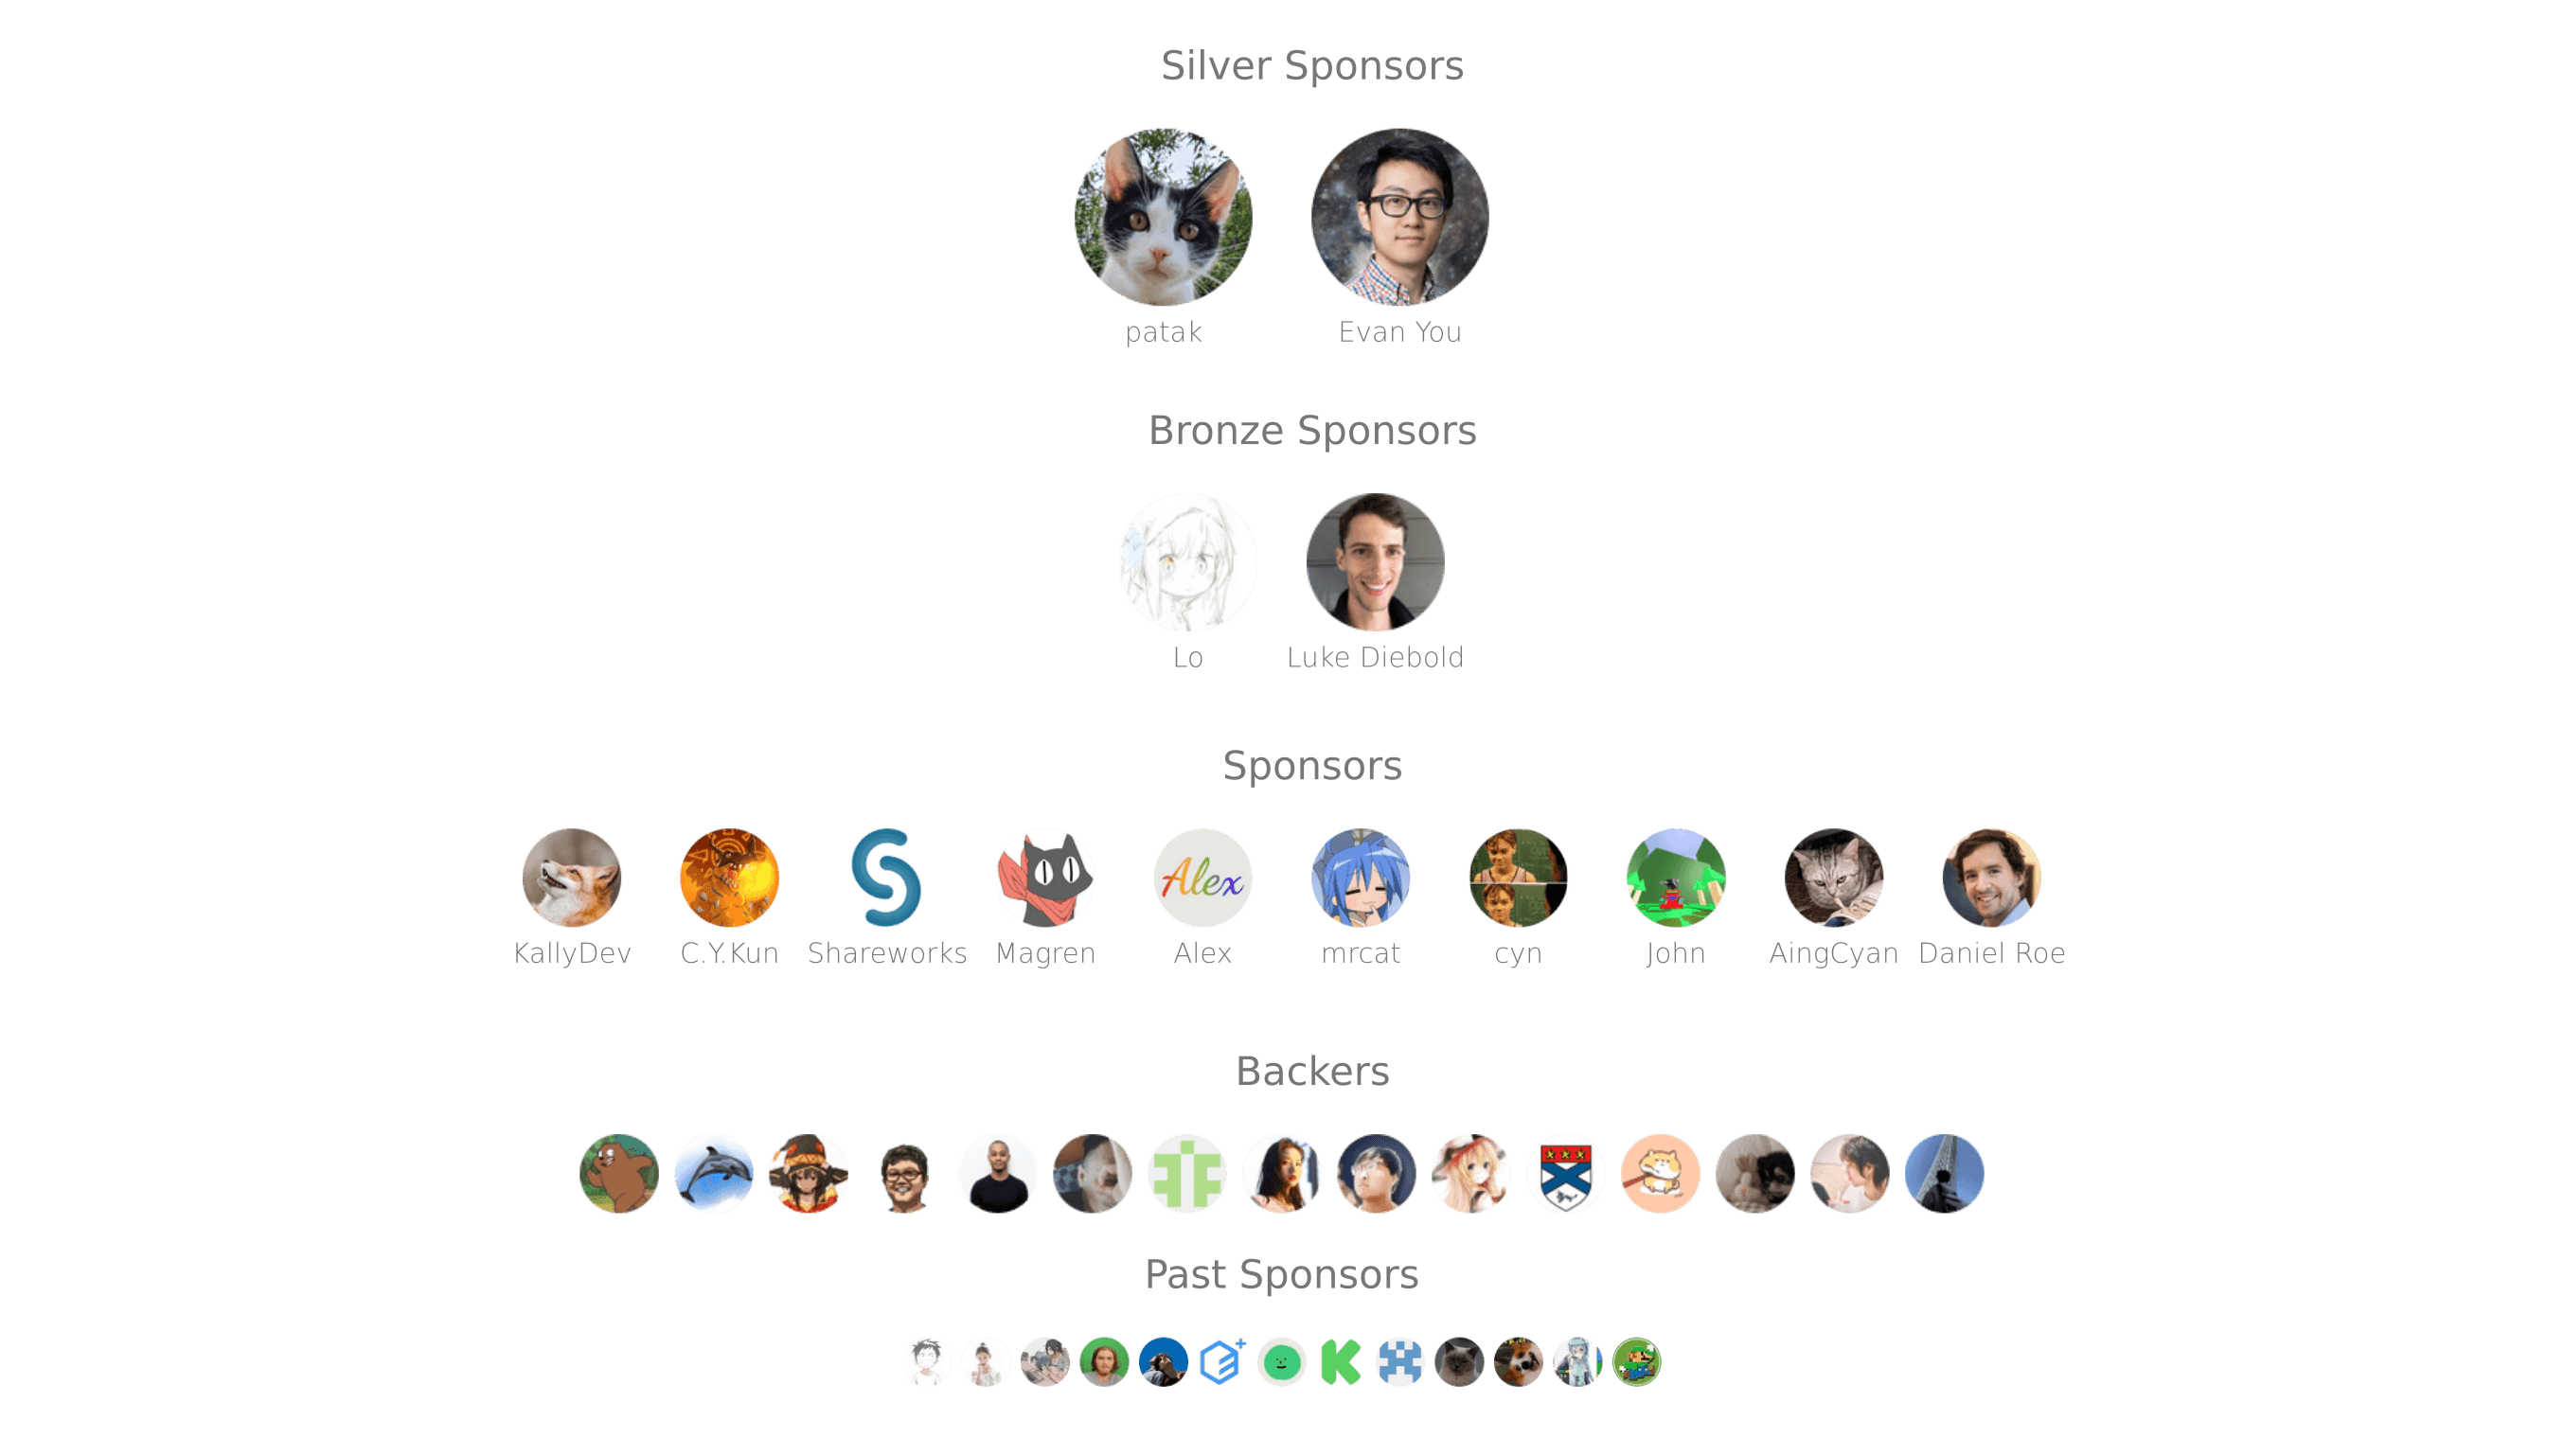 Silver Sponsors
patak
Evan You
Bronze Sponsors
Lo
Luke Diebold
Sponsors
Alex
KallyDev
C.Y.Kun
Shareworks
Magren
Alex
mrcat
cyn
John
AingCyan
Daniel Roe
Backers
Past Sponsors